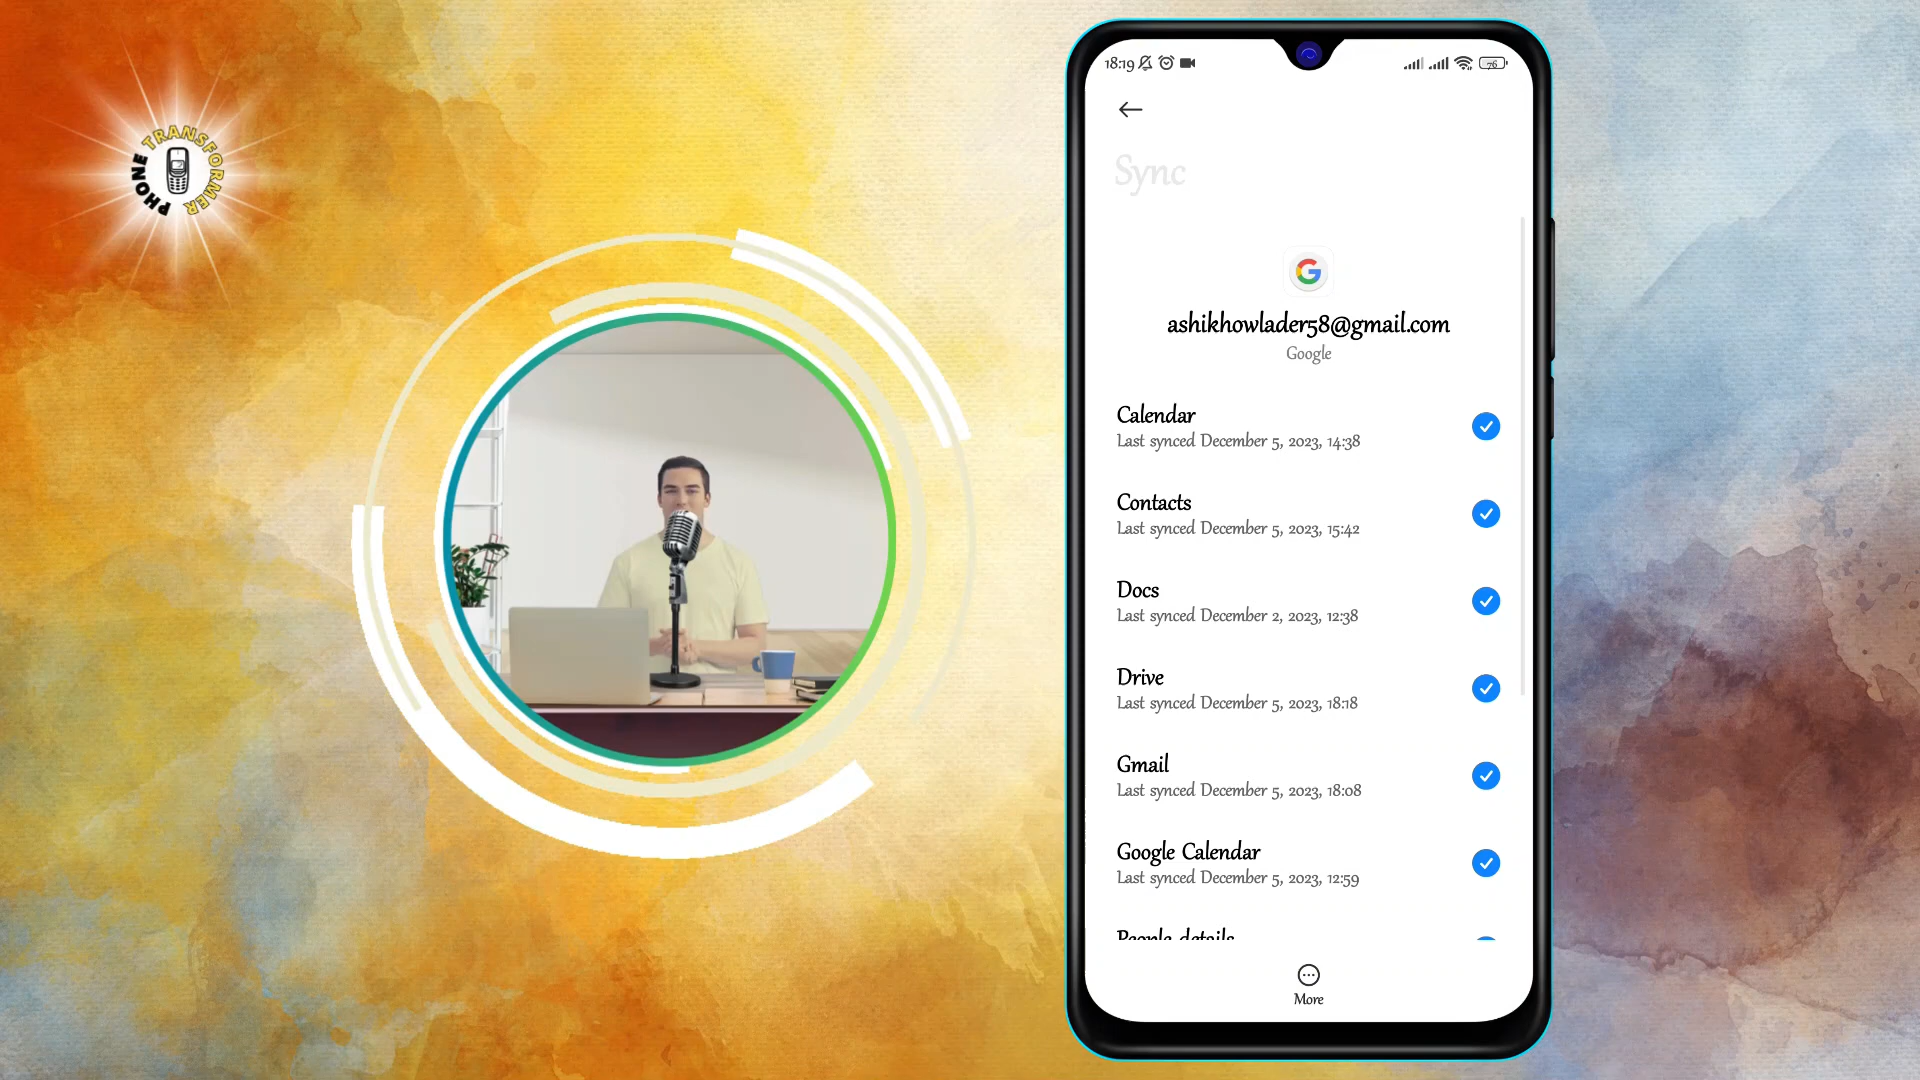 PHONE TRANSFORMER
18:19
76
Sync
ashikhowlader58@gmail.com
Google
Calendar
Last synced December 5, 2023, 14:38
Contacts
Last synced December 5, 2023, 15:42
Docs
Last synced December 2, 2023, 12:38
Drive
Last synced December 5, 2023, 18:18
Gmail
Last synced December 5, 2023, 18:08
Google Calendar
Last synced December 5, 2023, 12:59
People details
More